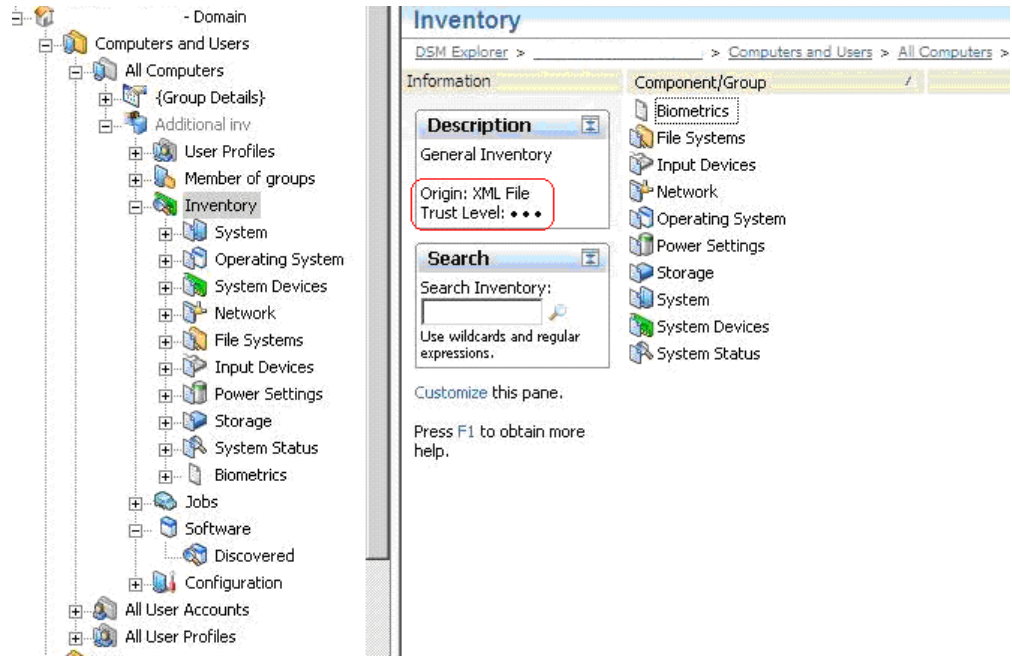 - Domain
Computers and Users
All Computers
{Group Details}
Additional inv
User Profiles
Member of groups
Inventory
System
Operating System
System Devices
Network
File Systems
Input Devices
Power Settings
Storage
System Status
Biometrics
Jobs
Software
Discovered
Configuration
All User Accounts
All User Profiles
Inventory
DSM Explorer > > Computers and Users > All Computers >
Information
Description
General Inventory
Origin: XML File
Trust Level: • • •
Search
Search Inventory:
Use wildcards and regular
expressions.
Customize this pane.
Press F1 to obtain more
help.
Component/Group /
Biometrics
File Systems
Input Devices
Network
Operating System
Power Settings
Storage
System
System Devices
System Status